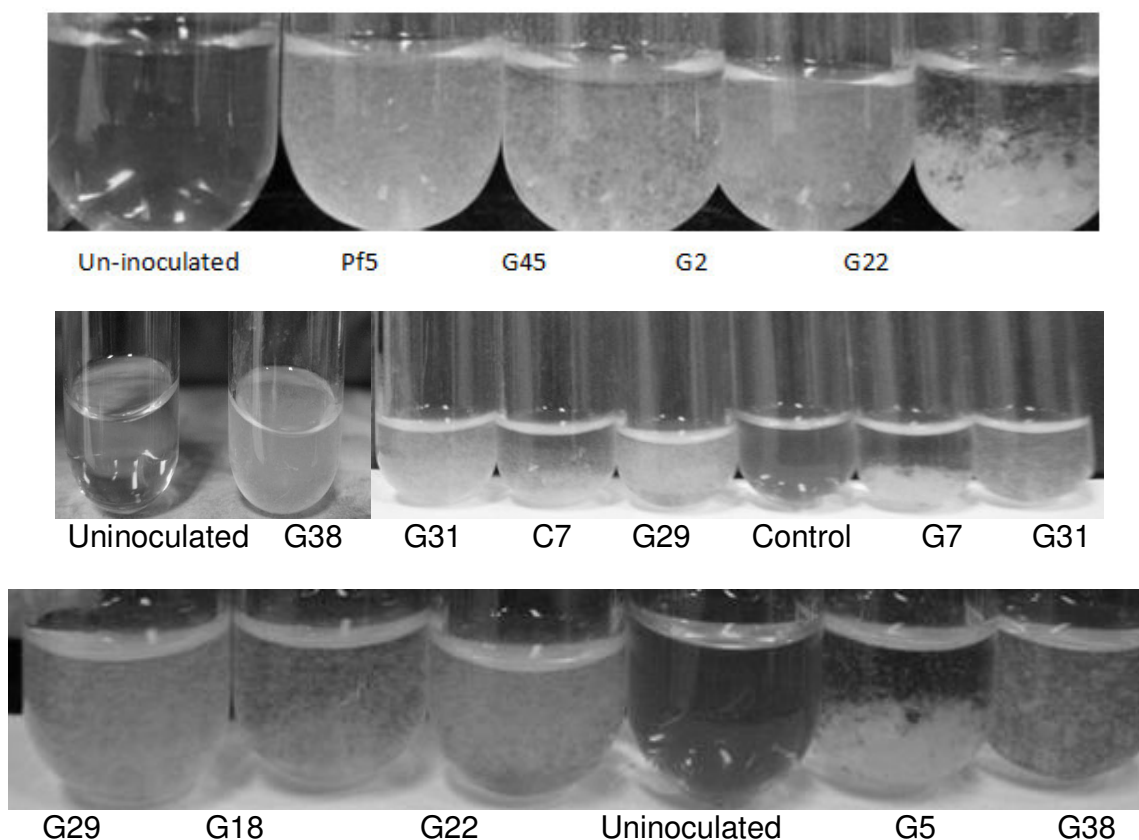 Un-inoculated Pf5 G45 G2 G22
Uninoculated G38 G31 C7 G29 Control G7 G31
G29 G18 G22 Uninoculated G5 G38